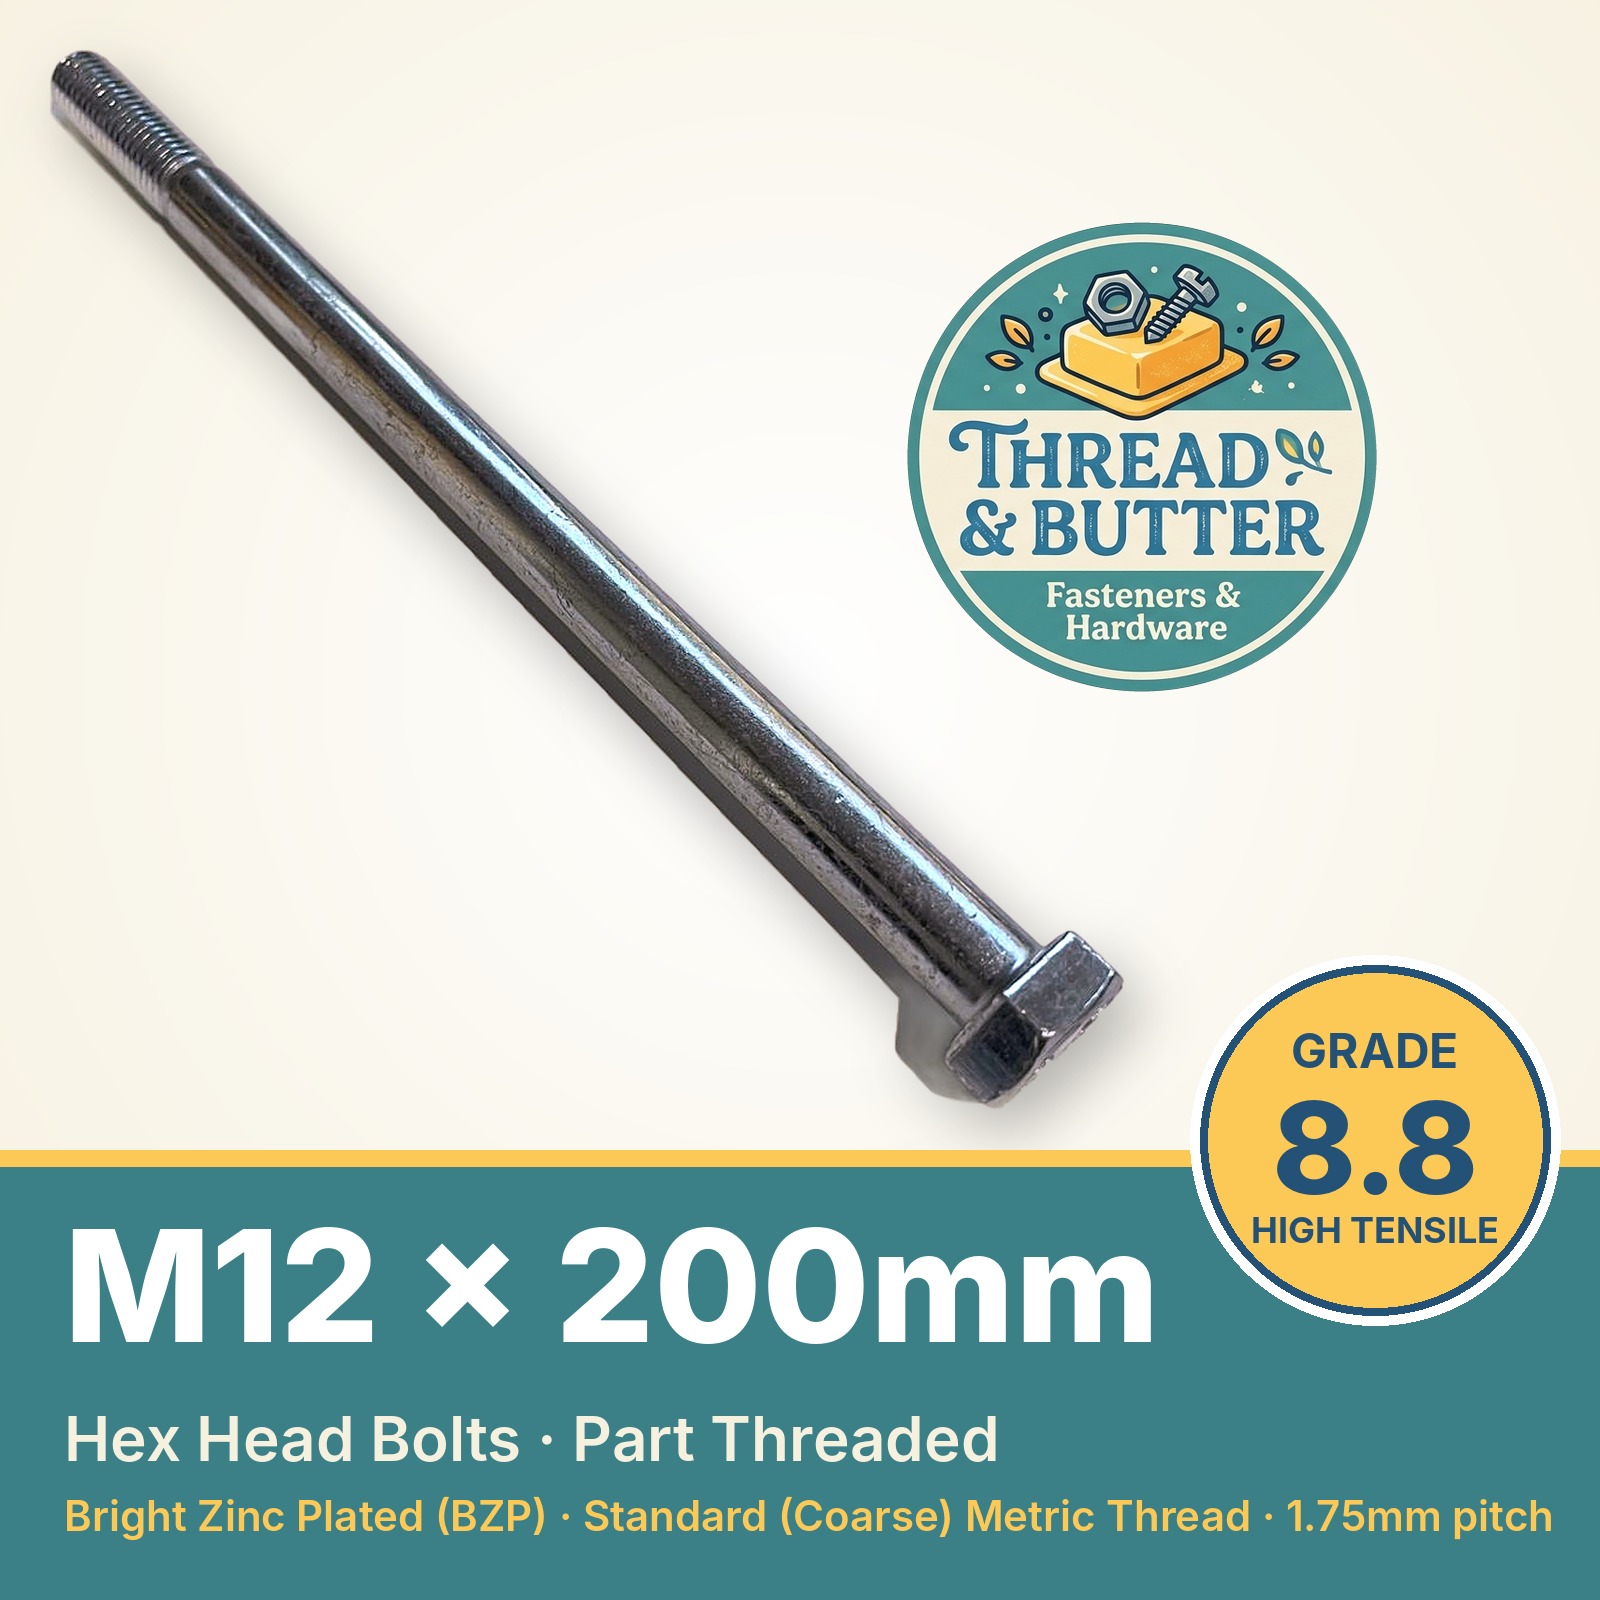 THREAD
& BUTTER
Fasteners &
Hardware
GRADE
8.8
HIGH TENSILE
M12 × 200mm
Hex Head Bolts · Part Threaded
Bright Zinc Plated (BZP) · Standard (Coarse) Metric Thread · 1.75mm pitch